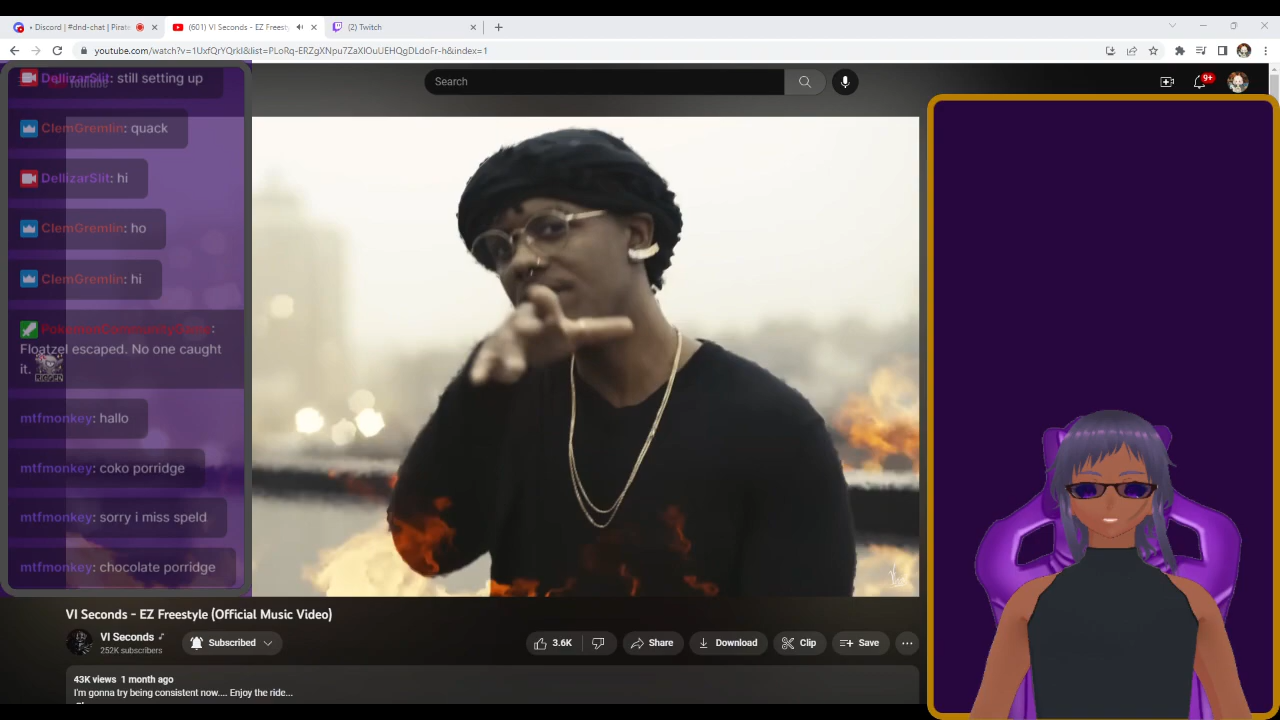 Discord | #dnd-chat | Pirate
(601) VI Seconds - EZ Freesty
(2) Twitch
youtube.com/watch?v=1UxfQrYQrkI&list=PLoRq-ERZgXNpu7ZaXlOuUEHQgDLdoFr-h&index=1
Search
9+
DellizarSlit: still setting up
ClemGremlin: quack
DellizarSlit: hi
ClemGremlin: ho
ClemGremlin: hi
PokemonCommunityGame:
Floatzel escaped. No one caught
it.
mtfmonkey: hallo
mtfmonkey: coko porridge
mtfmonkey: sorry i miss speld
mtfmonkey: chocolate porridge
VI Seconds - EZ Freestyle (Official Music Video)
VI Seconds
252K subscribers
Subscribed
3.6K
Share
Download
Clip
Save
43K views 1 month ago
I'm gonna try being consistent now.... Enjoy the ride...